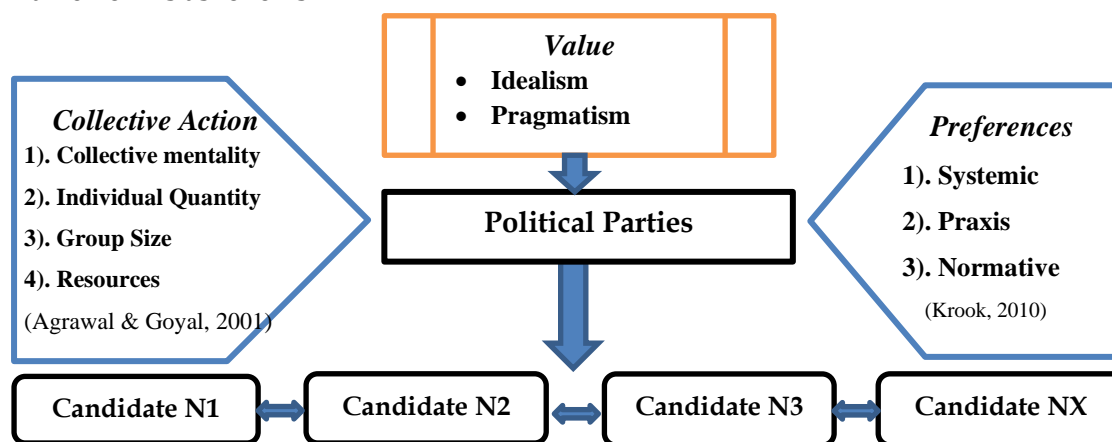 Value
• Idealism
• Pragmatism
Collective Action
1). Collective mentality
2). Individual Quantity
3). Group Size
4). Resources
(Agrawal & Goyal, 2001)
Political Parties
Preferences
1). Systemic
2). Praxis
3). Normative
(Krook, 2010)
Candidate N1
Candidate N2
Candidate N3
Candidate NX